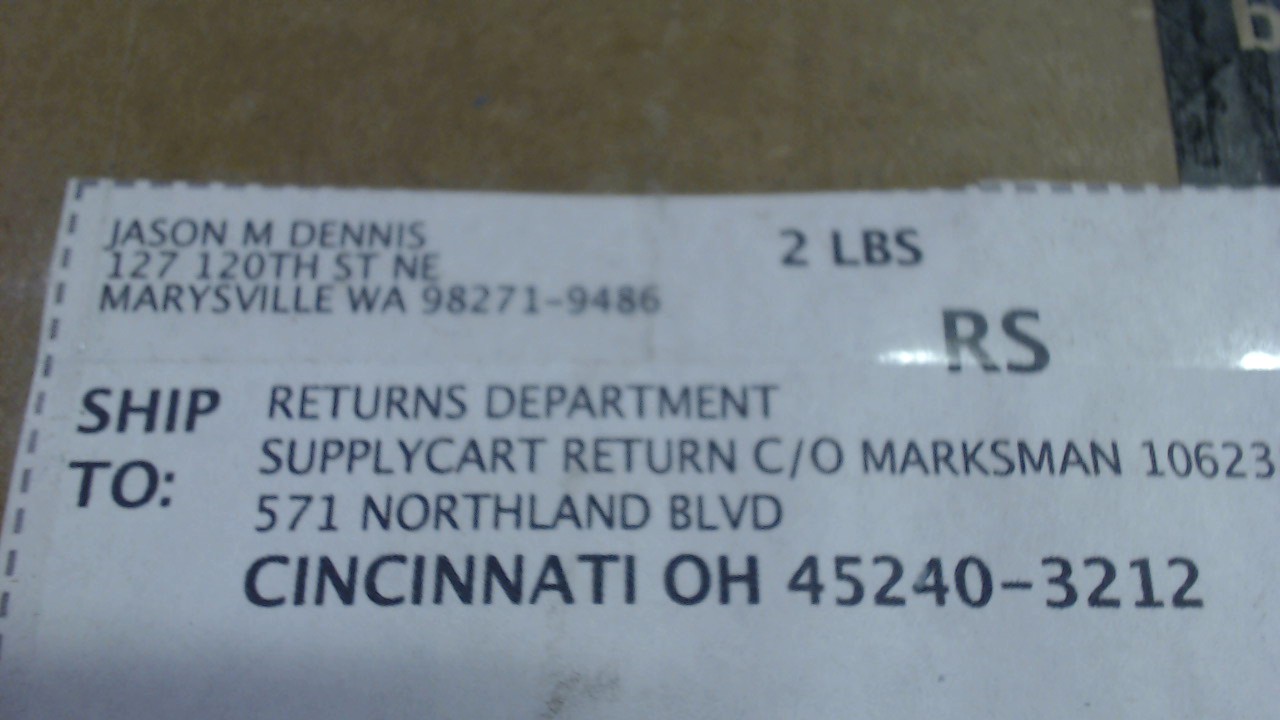 JASON M DENNIS
127 120TH ST NE
MARYSVILLE WA 98271-9486
2 LBS
RS
SHIP TO:
RETURNS DEPARTMENT
SUPPLYCART RETURN C/O MARKSMAN 10623
571 NORTHLAND BLVD
CINCINNATI OH 45240-3212